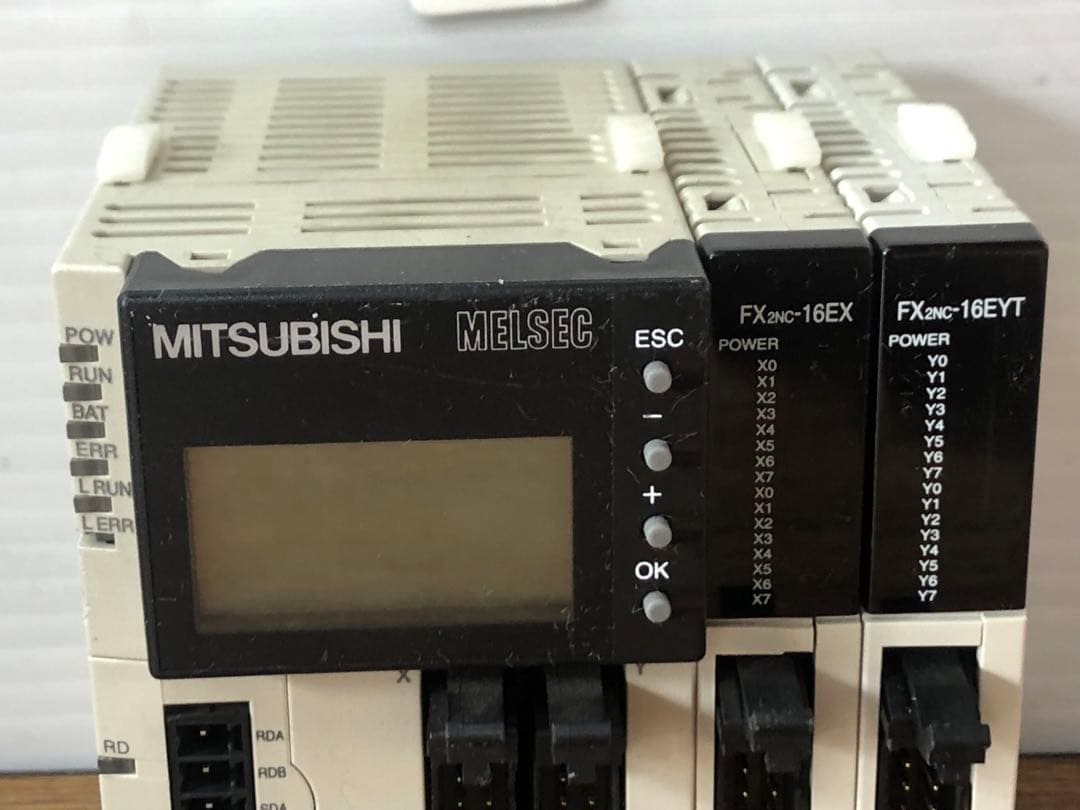 MITSUBISHI MELSEC
ESC
−
+
OK
POW
RUN
BAT
ERR
L RUN
L ERR
FX2NC-16EX
POWER
X0
X1
X2
X3
X4
X5
X6
X7
X0
X1
X2
X3
X4
X5
X6
X7
FX2NC-16EYT
POWER
Y0
Y1
Y2
Y3
Y4
Y5
Y6
Y7
Y0
Y1
Y2
Y3
Y4
Y5
Y6
Y7
X
Y
RD
RDA
RDB
SDA